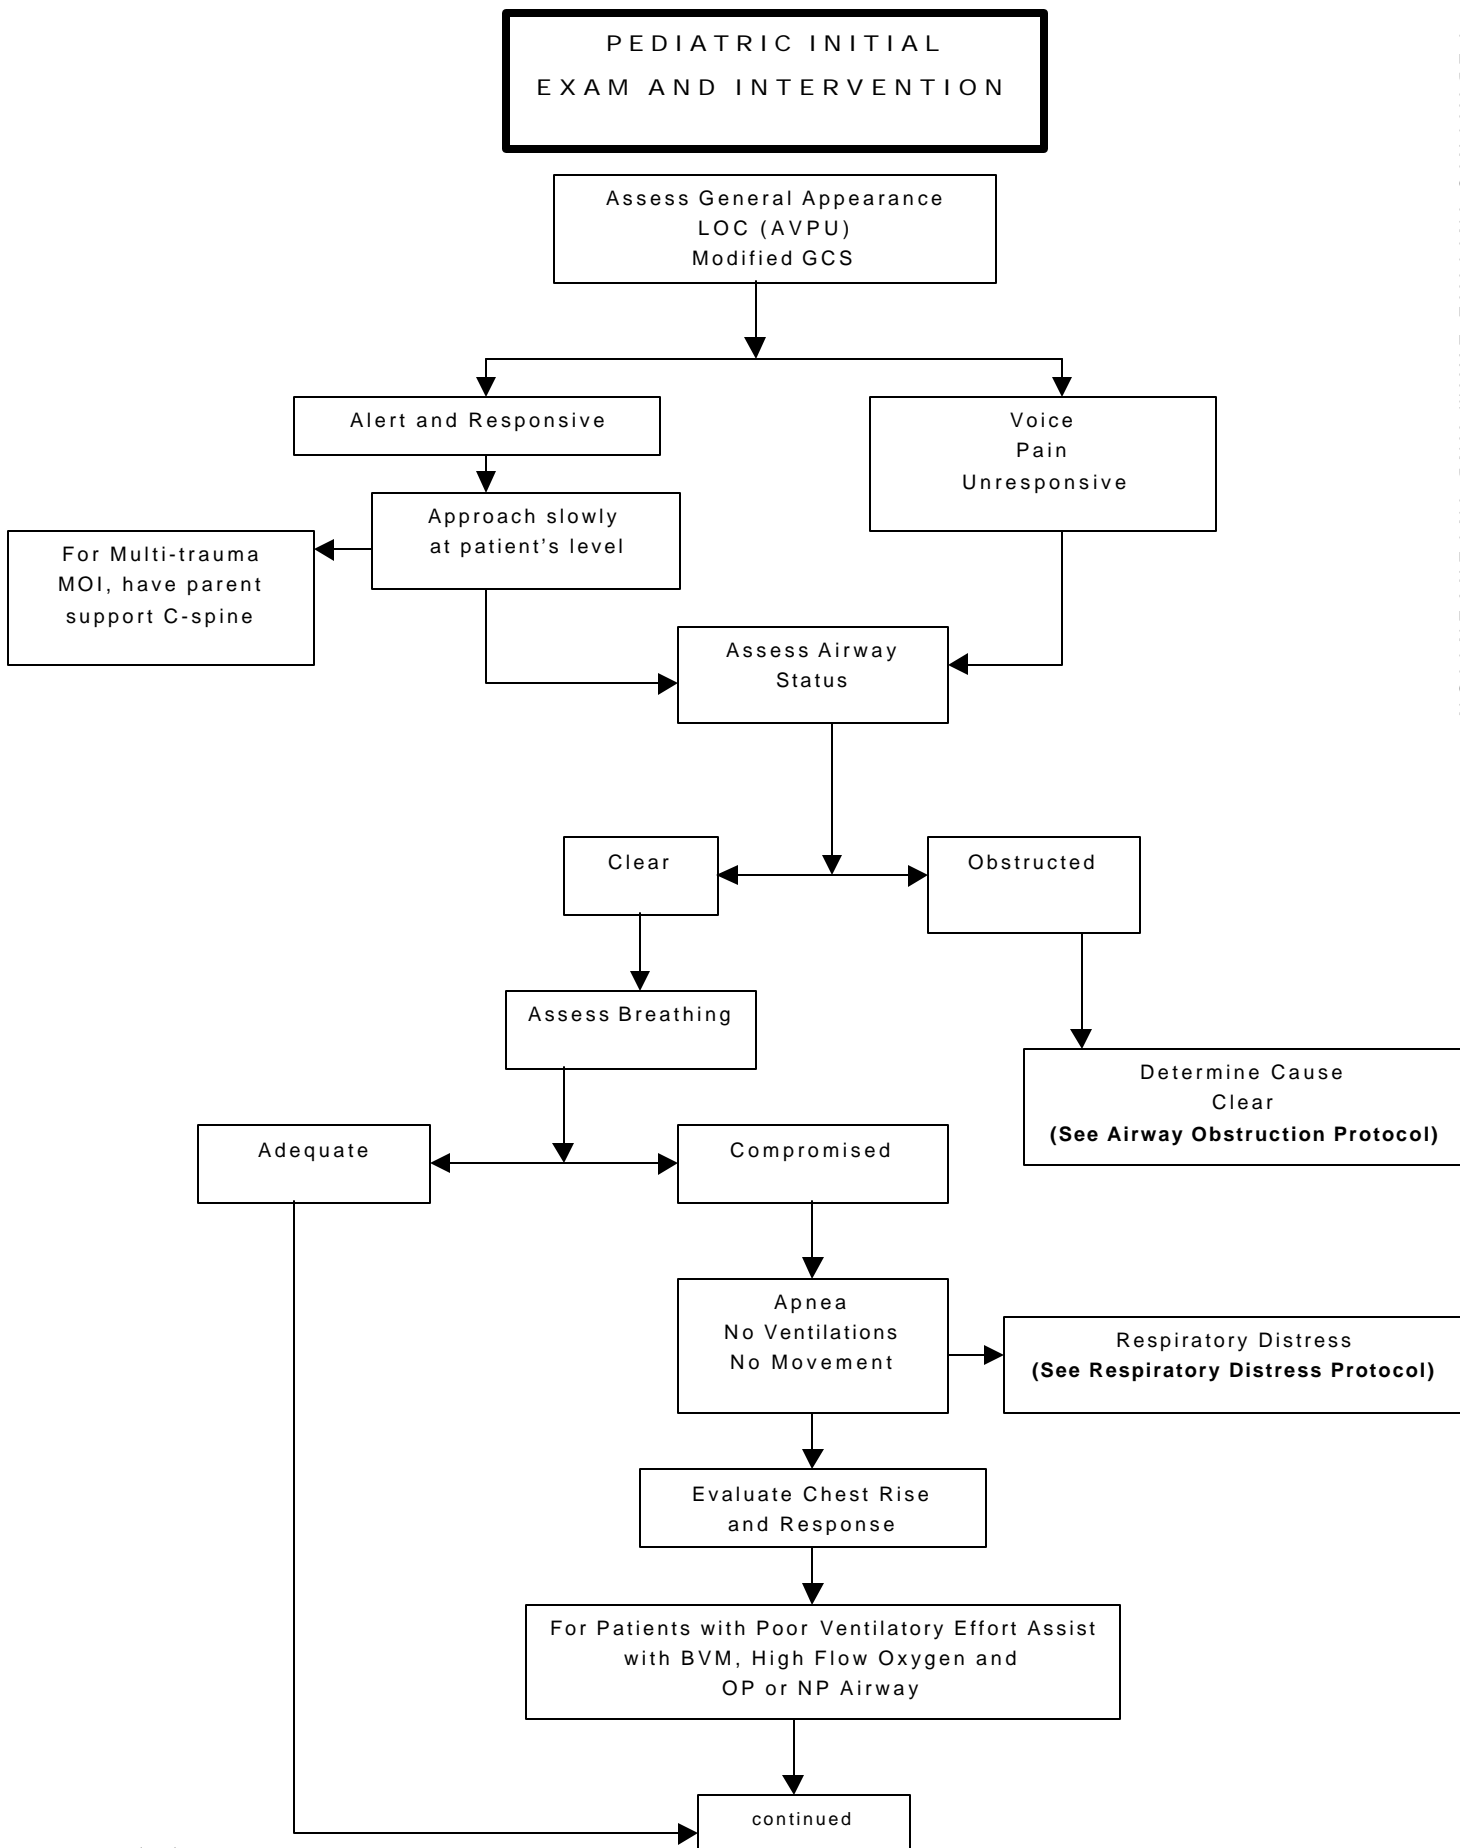 PEDIATRIC INITIAL
EXAM AND INTERVENTION
Assess General Appearance
LOC (AVPU)
Modified GCS
Alert and Responsive
Voice
Pain
Unresponsive
Approach slowly
at patient's level
For Multi-trauma
MOI, have parent
support C-spine
Assess Airway
Status
Clear
Obstructed
Assess Breathing
Determine Cause
Clear
(See Airway Obstruction Protocol)
Adequate
Compromised
Apnea
No Ventilations
No Movement
Respiratory Distress
(See Respiratory Distress Protocol)
Evaluate Chest Rise
and Response
For Patients with Poor Ventilatory Effort Assist
with BVM, High Flow Oxygen and
OP or NP Airway
continued